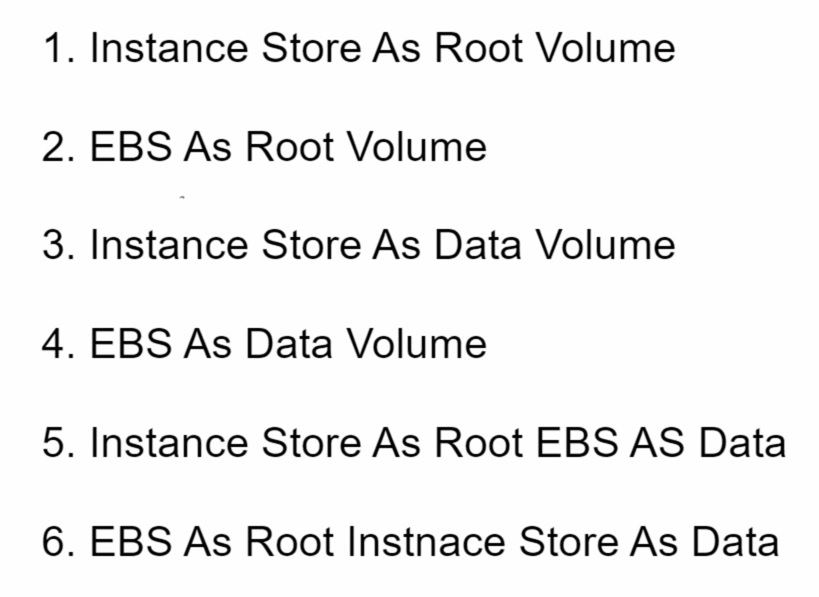 1. Instance Store As Root Volume
2. EBS As Root Volume
3. Instance Store As Data Volume
4. EBS As Data Volume
5. Instance Store As Root EBS AS Data
6. EBS As Root Instnace Store As Data